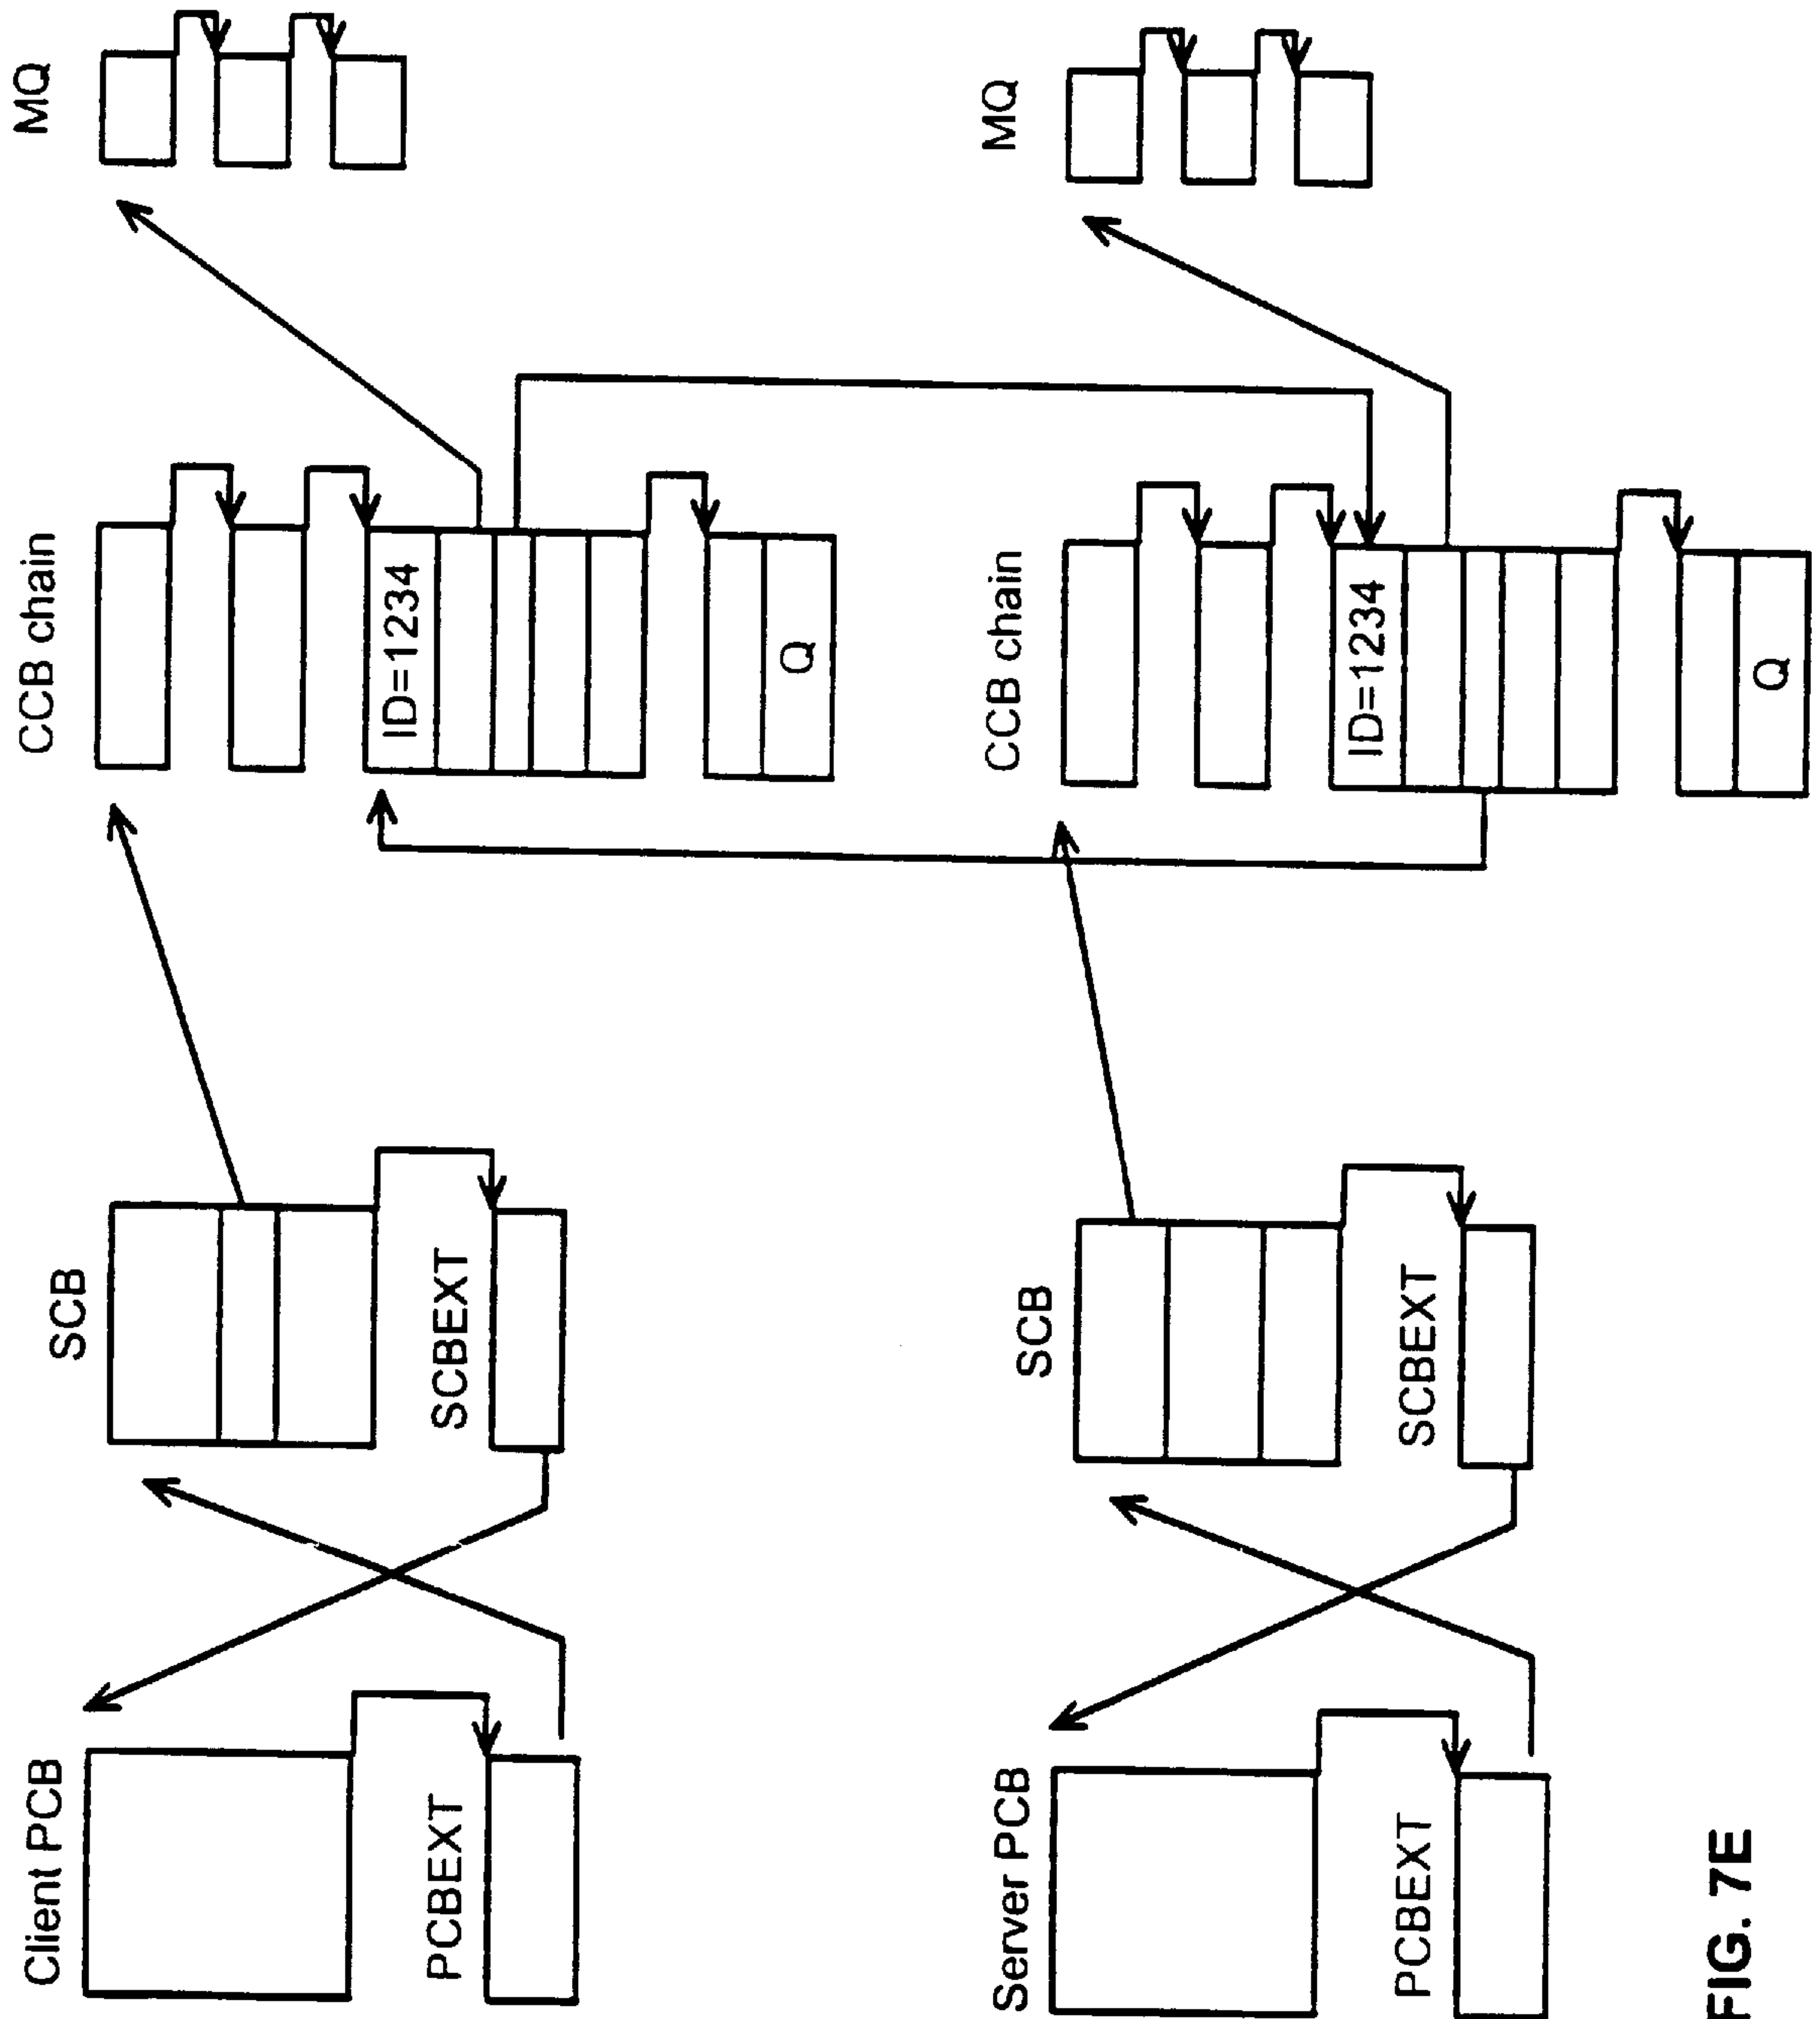 Client PCB
SCB
CCB chain
MQ
PCBEXT
SCBEXT
ID=1234
Q
Server PCB
SCB
CCB chain
MQ
PCBEXT
SCBEXT
ID=1234
Q
FIG. 7E